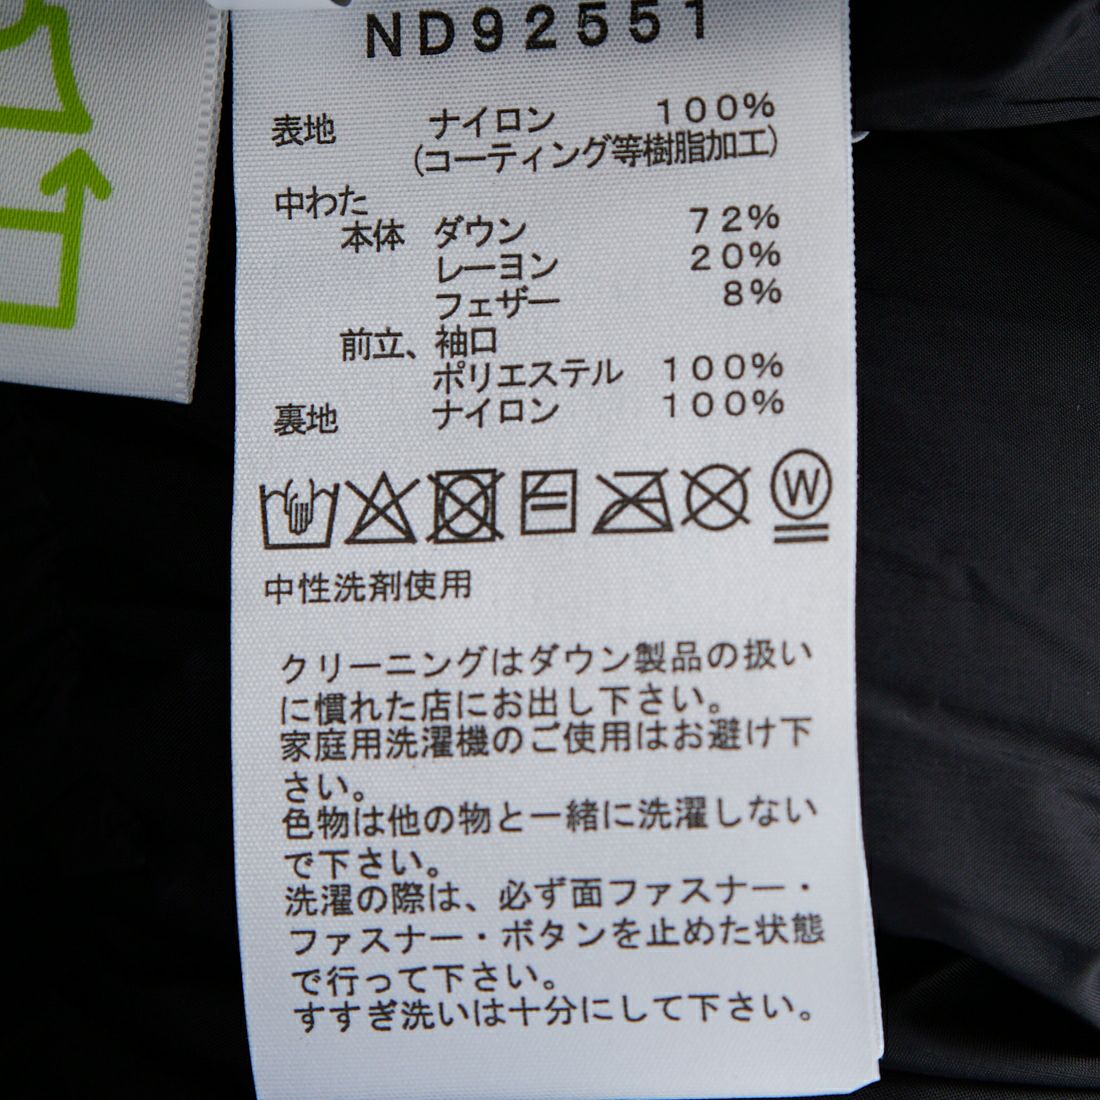 ND92551
表地 ナイロン 100%
(コーティング等樹脂加工)
中わた
本体 ダウン 72%
レーヨン 20%
フェザー 8%
前立、袖口
ポリエステル 100%
裏地 ナイロン 100%
W
中性洗剤使用
クリーニングはダウン製品の扱い
に慣れた店にお出し下さい。
家庭用洗濯機のご使用はお避け下
さい。
色物は他の物と一緒に洗濯しない
で下さい。
洗濯の際は、必ず面ファスナー・
ファスナー・ボタンを止めた状態
で行って下さい。
すすぎ洗いは十分にして下さい。